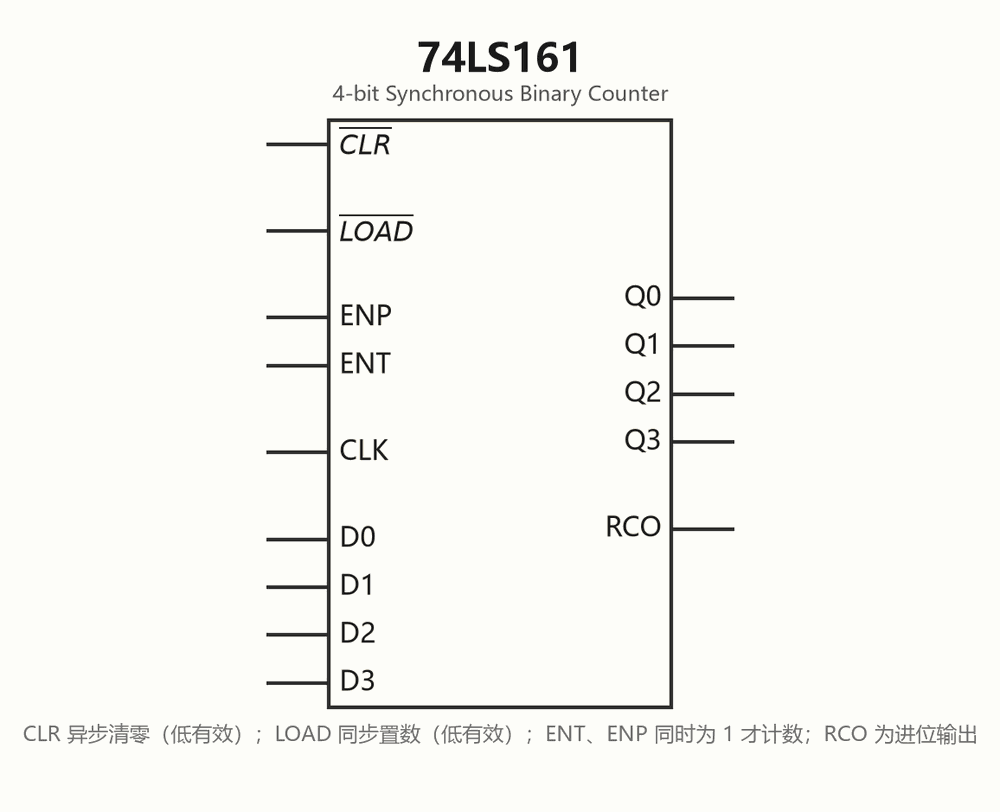 74LS161
4-bit Synchronous Binary Counter
CLR
LOAD
ENP
ENT
CLK
D0
D1
D2
D3
Q0
Q1
Q2
Q3
RCO
CLR 异步清零（低有效）；LOAD 同步置数（低有效）；ENT、ENP 同时为 1 才计数；RCO 为进位输出